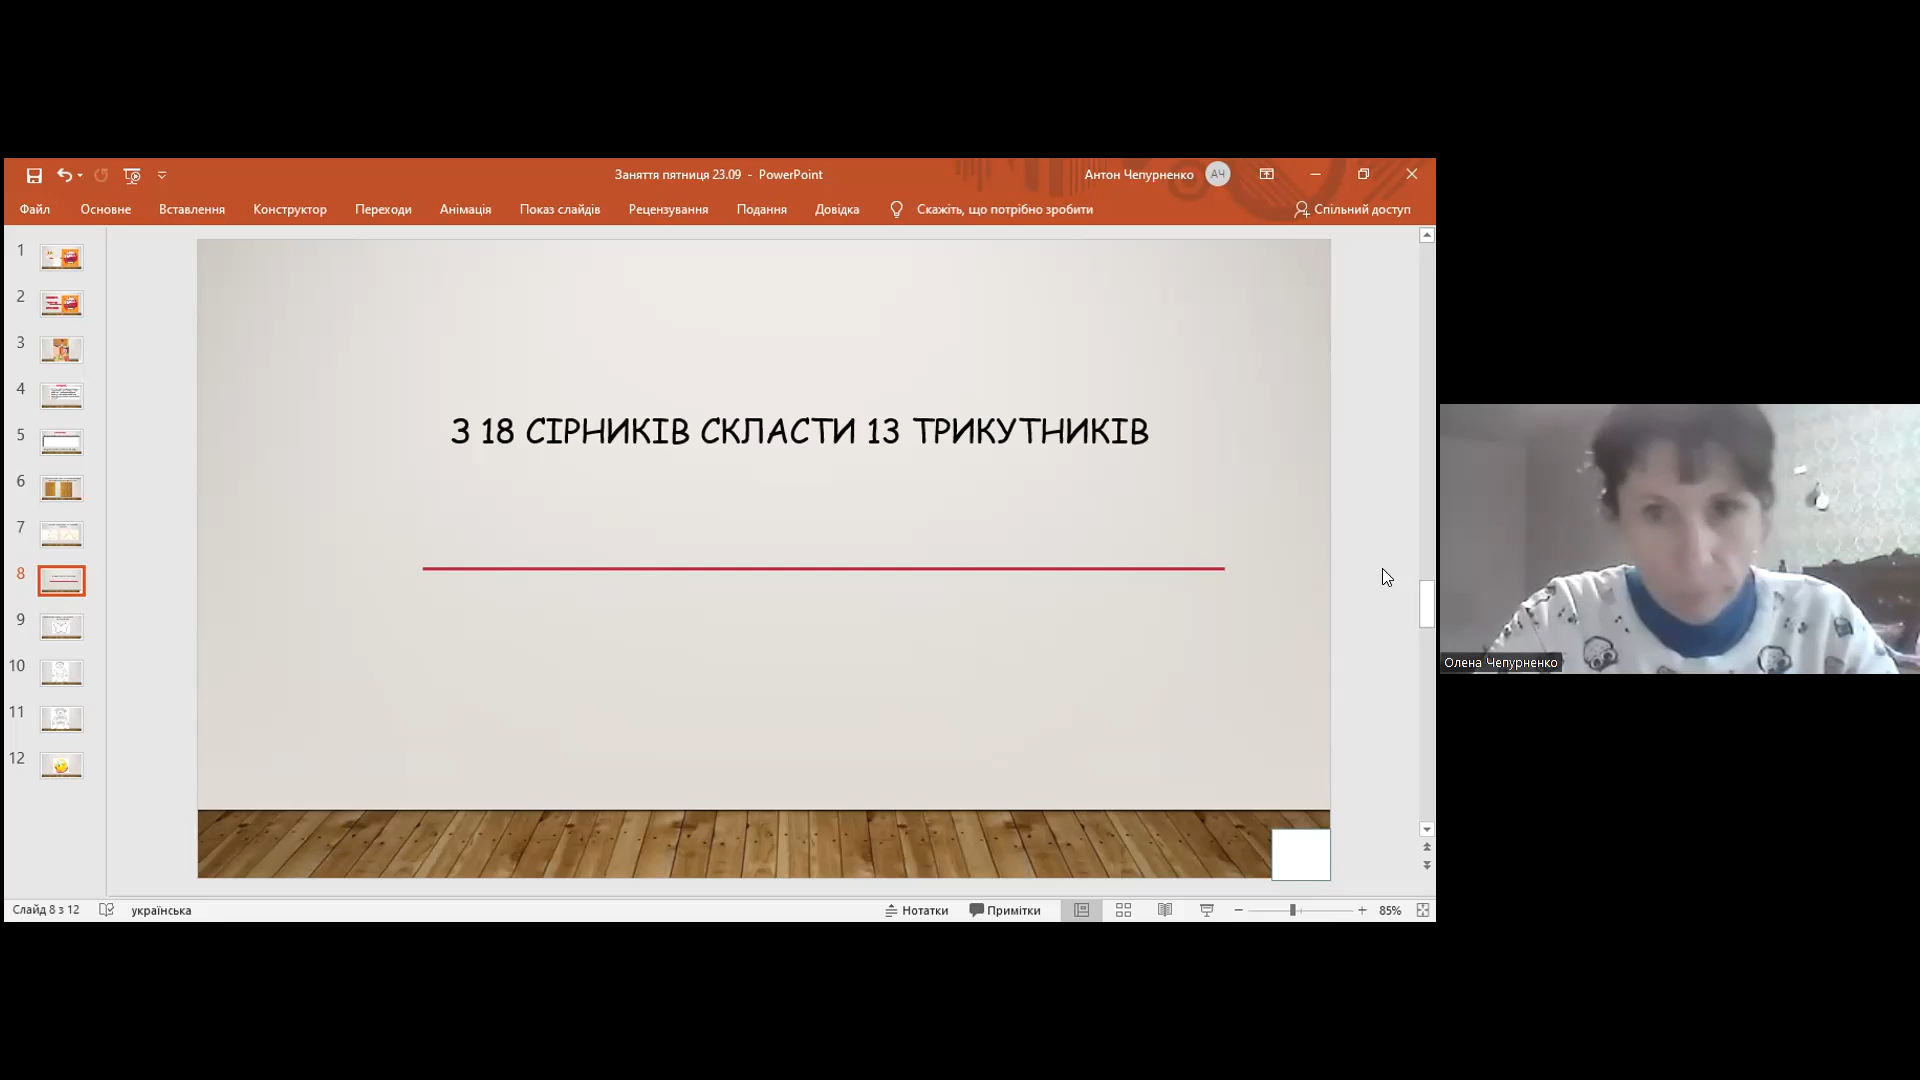 Заняття пятниця 23.09 - PowerPoint
Антон Чепурненко
АЧ
Файл
Основне
Вставлення
Конструктор
Переходи
Анімація
Показ слайдів
Рецензування
Подання
Довідка
Скажіть, що потрібно зробити
Спільний доступ
1
2
3
4
5
6
7
8
9
10
11
12
З 18 СІРНИКІВ СКЛАСТИ 13 ТРИКУТНИКІВ
Олена Чепурненко
Слайд 8 з 12
українська
Нотатки
Примітки
85%